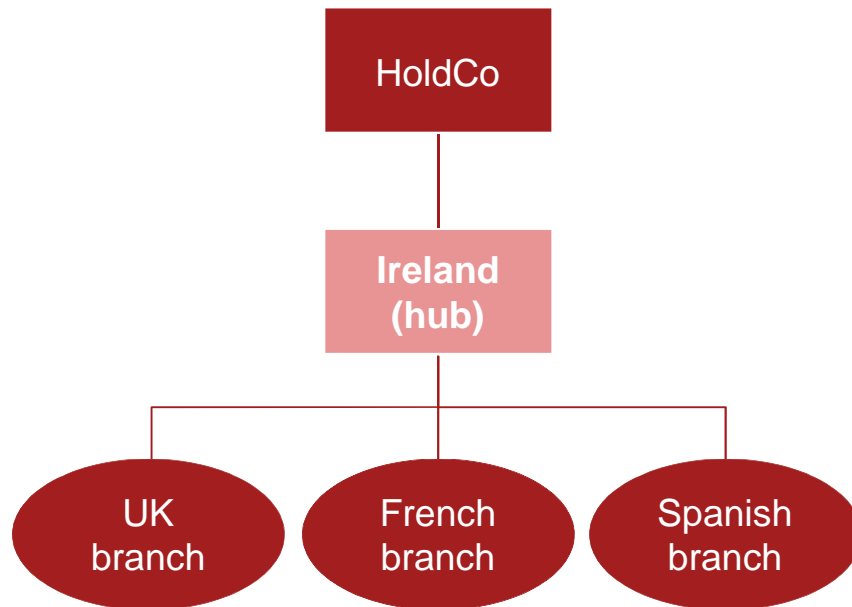 HoldCo
Ireland
(hub)
UK
branch
French
branch
Spanish
branch